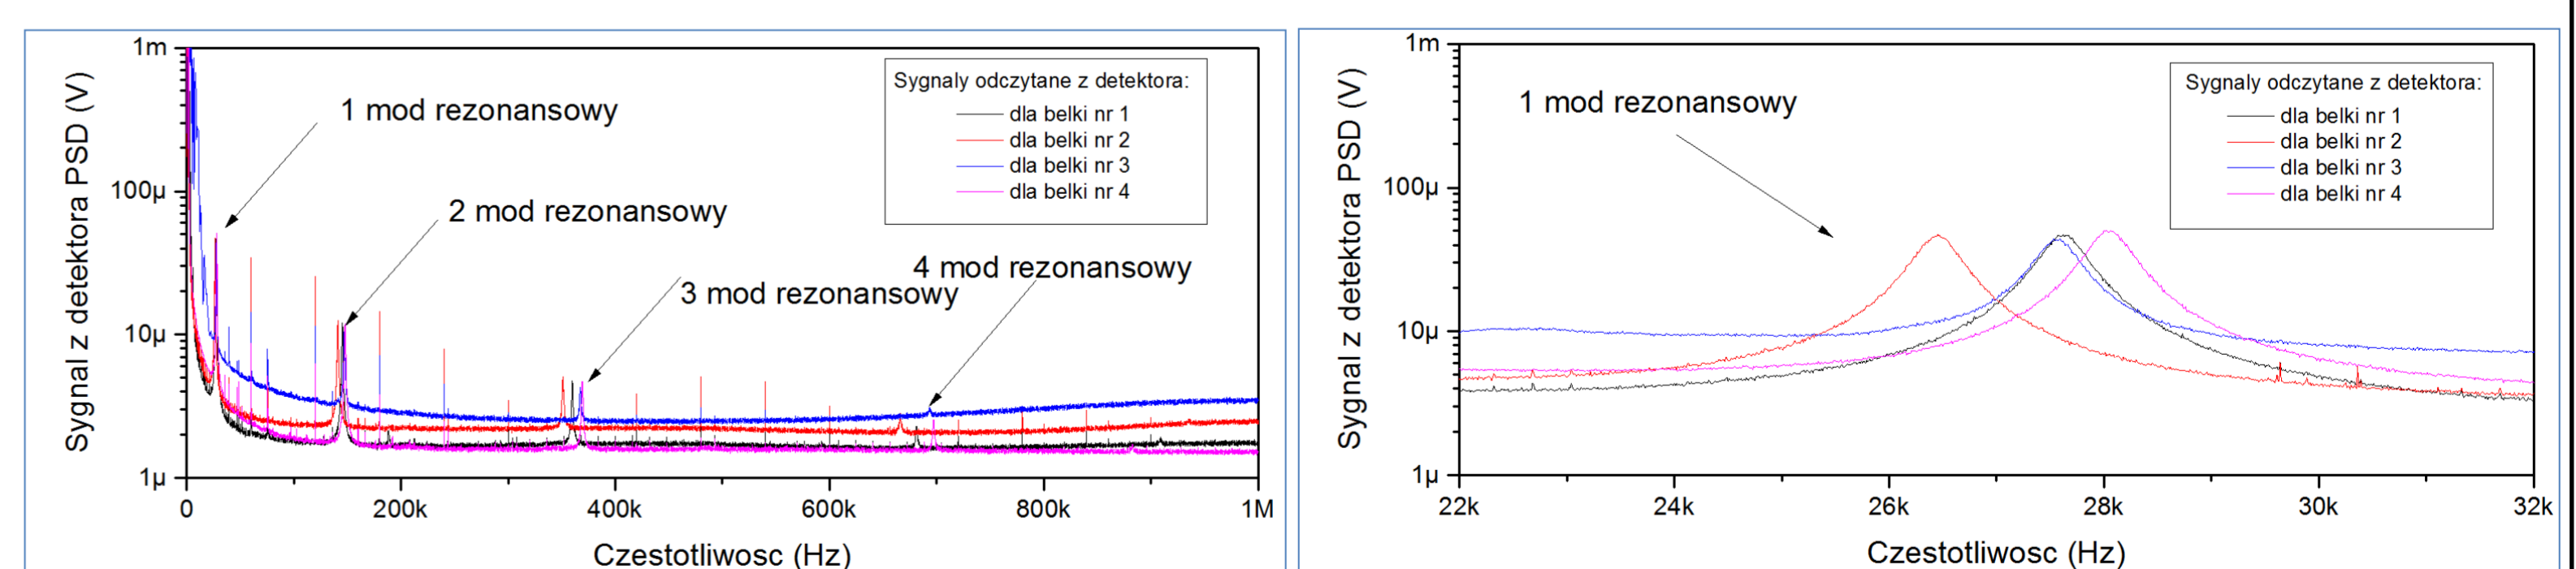 1m
100µ
10µ
1µ
Sygnal z detektora PSD (V)
1 mod rezonansowy
2 mod rezonansowy
3 mod rezonansowy
4 mod rezonansowy
Sygnaly odczytane z detektora:
dla belki nr 1
dla belki nr 2
dla belki nr 3
dla belki nr 4
0 200k 400k 600k 800k 1M
Czestotliwosc (Hz)
1m
100µ
10µ
1µ
Sygnal z detektora PSD (V)
1 mod rezonansowy
Sygnaly odczytane z detektora:
dla belki nr 1
dla belki nr 2
dla belki nr 3
dla belki nr 4
22k 24k 26k 28k 30k 32k
Czestotliwosc (Hz)